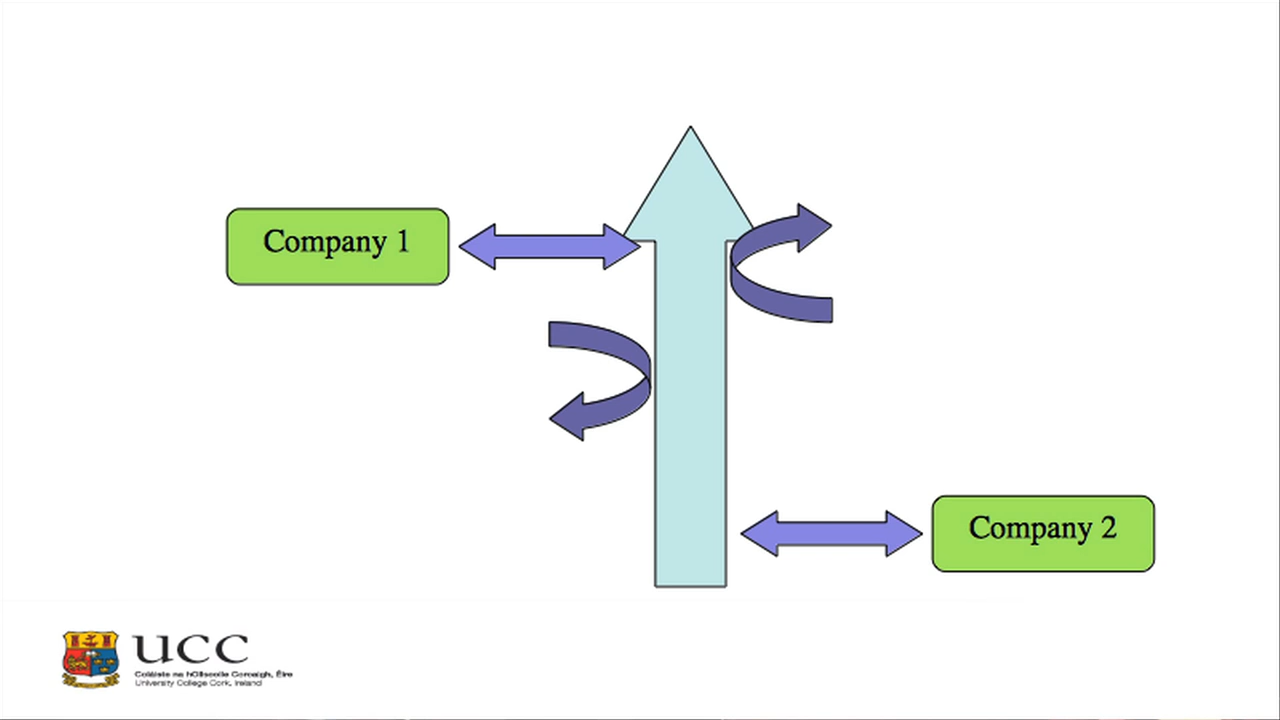 Company 1
Company 2
UCC
Coláiste na hOllscoile Corcaigh, Éire
University College Cork, Ireland